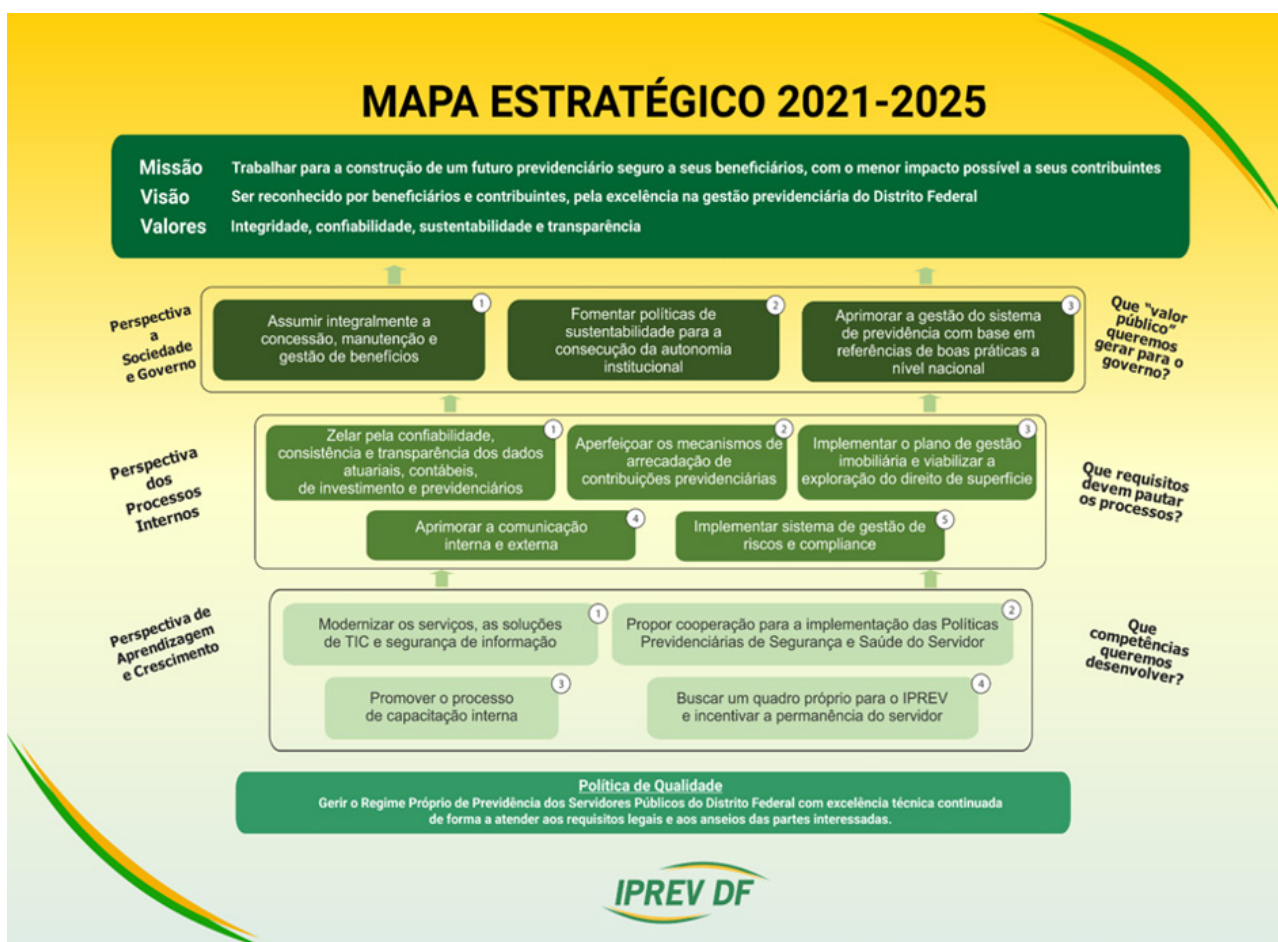 MAPA ESTRATÉGICO 2021-2025
Missão Trabalhar para a construção de um futuro previdenciário seguro a seus beneficiários, com o menor impacto possível a seus contribuintes
Visão Ser reconhecido por beneficiários e contribuintes, pela excelência na gestão previdenciária do Distrito Federal
Valores Integridade, confiabilidade, sustentabilidade e transparência
Perspectiva
a
Sociedade
e Governo
1
Assumir integralmente a
concessão, manutenção e
gestão de benefícios
2
Fomentar políticas de
sustentabilidade para a
consecução da autonomia
institucional
3
Aprimorar a gestão do sistema
de previdência com base em
referências de boas práticas a
nível nacional
Que "valor
público"
queremos
gerar para o
governo?
Perspectiva
dos
Processos
Internos
1
Zelar pela confiabilidade,
consistência e transparência dos dados
atuariais, contábeis,
de investimento e previdenciários
2
Aperfeiçoar os mecanismos de
arrecadação de
contribuições previdenciárias
3
Implementar o plano de gestão
imobiliária e viabilizar a
exploração do direito de superfície
4
Aprimorar a comunicação
interna e externa
5
Implementar sistema de gestão de
riscos e compliance
Que requisitos
devem pautar
os processos?
Perspectiva de
Aprendizagem
e Crescimento
1
Modernizar os serviços, as soluções
de TIC e segurança de informação
2
Propor cooperação para a implementação das Políticas
Previdenciárias de Segurança e Saúde do Servidor
3
Promover o processo
de capacitação interna
4
Buscar um quadro próprio para o IPREV
e incentivar a permanência do servidor
Que
competências
queremos
desenvolver?
Política de Qualidade
Gerir o Regime Próprio de Previdência dos Servidores Públicos do Distrito Federal com excelência técnica continuada
de forma a atender aos requisitos legais e aos anseios das partes interessadas.
IPREV DF